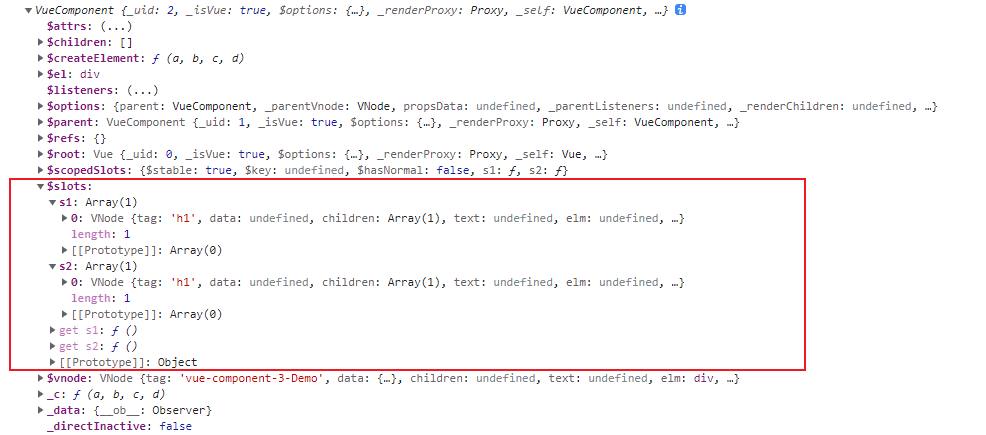 VueComponent {_uid: 2, _isVue: true, $options: {…}, _renderProxy: Proxy, _self: VueComponent, …} i
$attrs: (...)
$children: []
$createElement: ƒ (a, b, c, d)
$el: div
$listeners: (...)
$options: {parent: VueComponent, _parentVnode: VNode, propsData: undefined, _parentListeners: undefined, _renderChildren: undefined, …}
$parent: VueComponent {_uid: 1, _isVue: true, $options: {…}, _renderProxy: Proxy, _self: VueComponent, …}
$refs: {}
$root: Vue {_uid: 0, _isVue: true, $options: {…}, _renderProxy: Proxy, _self: Vue, …}
$scopedSlots: {$stable: true, $key: undefined, $hasNormal: false, s1: ƒ, s2: ƒ}
$slots:
s1: Array(1)
0: VNode {tag: 'h1', data: undefined, children: Array(1), text: undefined, elm: undefined, …}
length: 1
[[Prototype]]: Array(0)
s2: Array(1)
0: VNode {tag: 'h1', data: undefined, children: Array(1), text: undefined, elm: undefined, …}
length: 1
[[Prototype]]: Array(0)
get s1: ƒ ()
get s2: ƒ ()
[[Prototype]]: Object
$vnode: VNode {tag: 'vue-component-3-Demo', data: {…}, children: undefined, text: undefined, elm: div, …}
_c: ƒ (a, b, c, d)
_data: {__ob__: Observer}
_directInactive: false